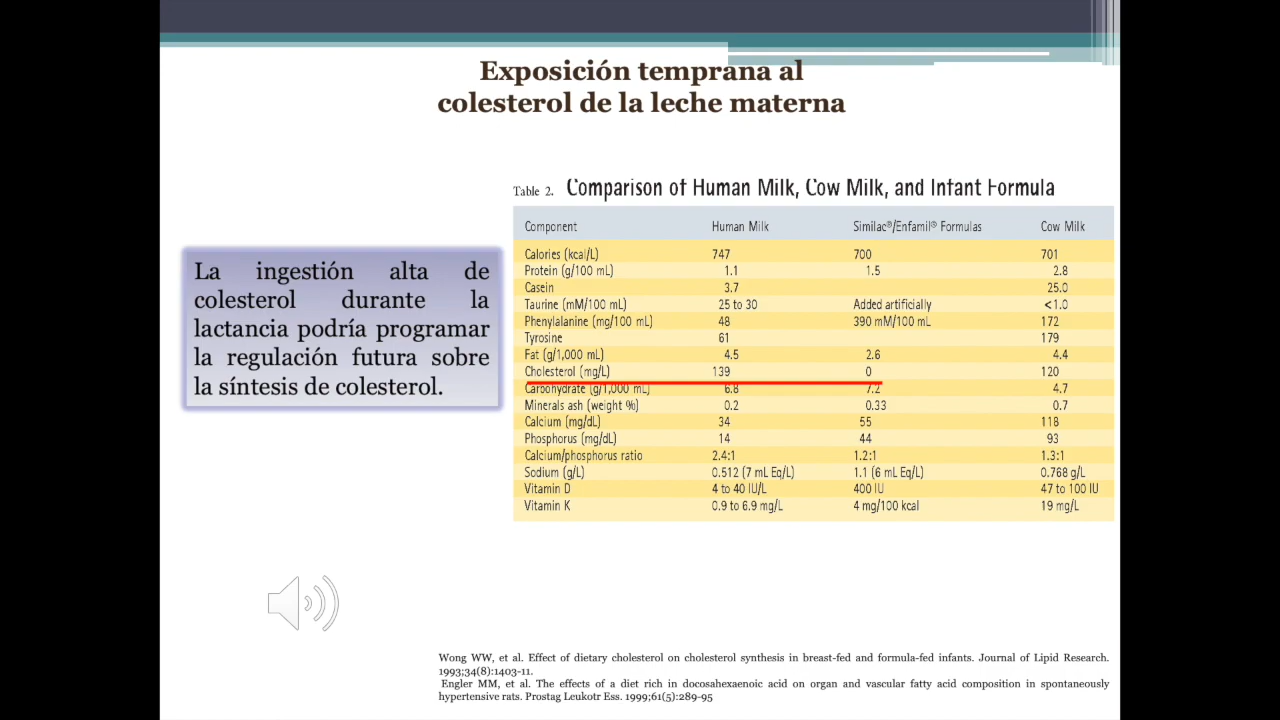 Exposición temprana al
colesterol de la leche materna
La ingestión alta de
colesterol durante la
lactancia podría programar
la regulación futura sobre
la síntesis de colesterol.
Table 2. Comparison of Human Milk, Cow Milk, and Infant Formula
Component Human Milk Similac®/Enfamil® Formulas Cow Milk
Calories (kcal/L) 747 700 701
Protein (g/100 mL) 1.1 1.5 2.8
Casein 3.7 25.0
Taurine (mM/100 mL) 25 to 30 Added artificially <1.0
Phenylalanine (mg/100 mL) 48 390 mM/100 mL 172
Tyrosine 61 179
Fat (g/1,000 mL) 4.5 2.6 4.4
Cholesterol (mg/L) 139 0 120
Carbohydrate (g/1,000 mL) 6.8 7.2 4.7
Minerals ash (weight %) 0.2 0.33 0.7
Calcium (mg/dL) 34 55 118
Phosphorus (mg/dL) 14 44 93
Calcium/phosphorus ratio 2.4:1 1.2:1 1.3:1
Sodium (g/L) 0.512 (7 mL Eq/L) 1.1 (6 mL Eq/L) 0.768 g/L
Vitamin D 4 to 40 IU/L 400 IU 47 to 100 IU
Vitamin K 0.9 to 6.9 mg/L 4 mg/100 kcal 19 mg/L
Wong WW, et al. Effect of dietary cholesterol on cholesterol synthesis in breast-fed and formula-fed infants. Journal of Lipid Research.
1993;34(8):1403-11.
Engler MM, et al. The effects of a diet rich in docosahexaenoic acid on organ and vascular fatty acid composition in spontaneously
hypertensive rats. Prostag Leukotr Ess. 1999;61(5):289-95